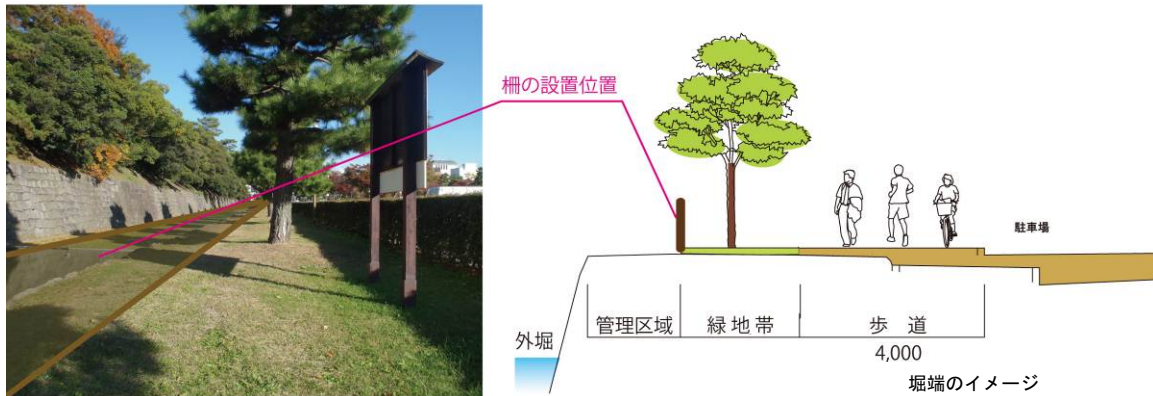 柵の設置位置
駐車場
管理区域
緑地帯
歩 道
外堀
4,000
堀端のイメージ